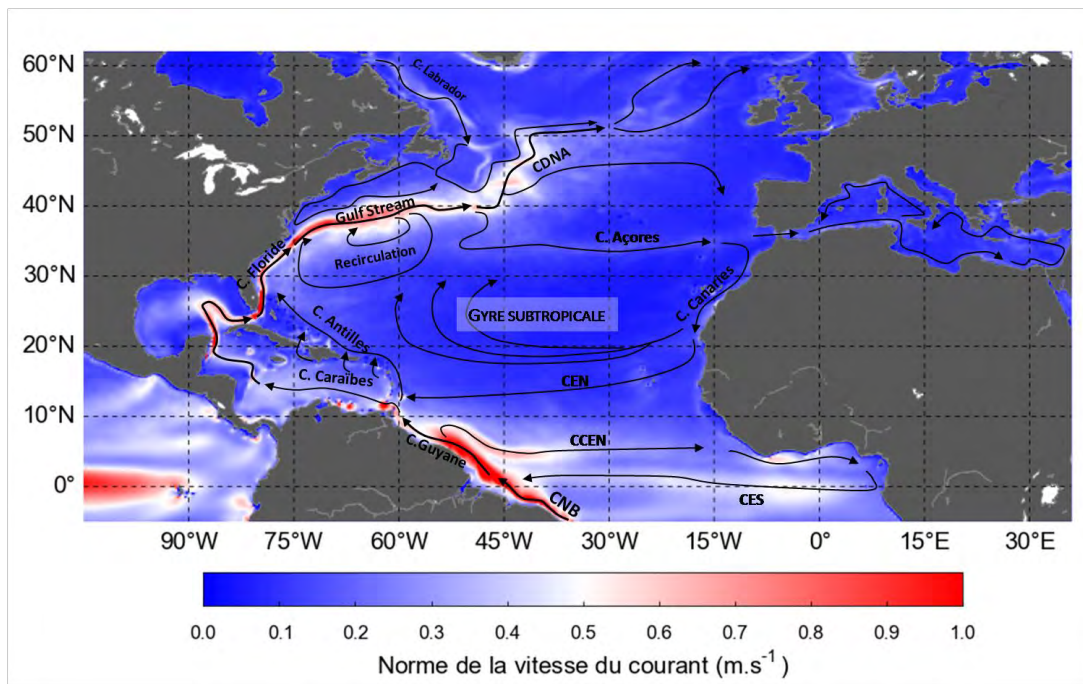 60°N
50°N
40°N
30°N
20°N
10°N
0°
C. Labrador
CDNA
Gulf Stream
C. Floride
Recirculation
C. Açores
C. Canaries
GYRE SUBTROPICALE
C. Antilles
C. Caraïbes
CEN
C.Guyane
CCEN
CES
CNB
90°W 75°W 60°W 45°W 30°W 15°W 0° 15°E 30°E
0.0 0.1 0.2 0.3 0.4 0.5 0.6 0.7 0.8 0.9 1.0
Norme de la vitesse du courant (m.s⁻¹ )